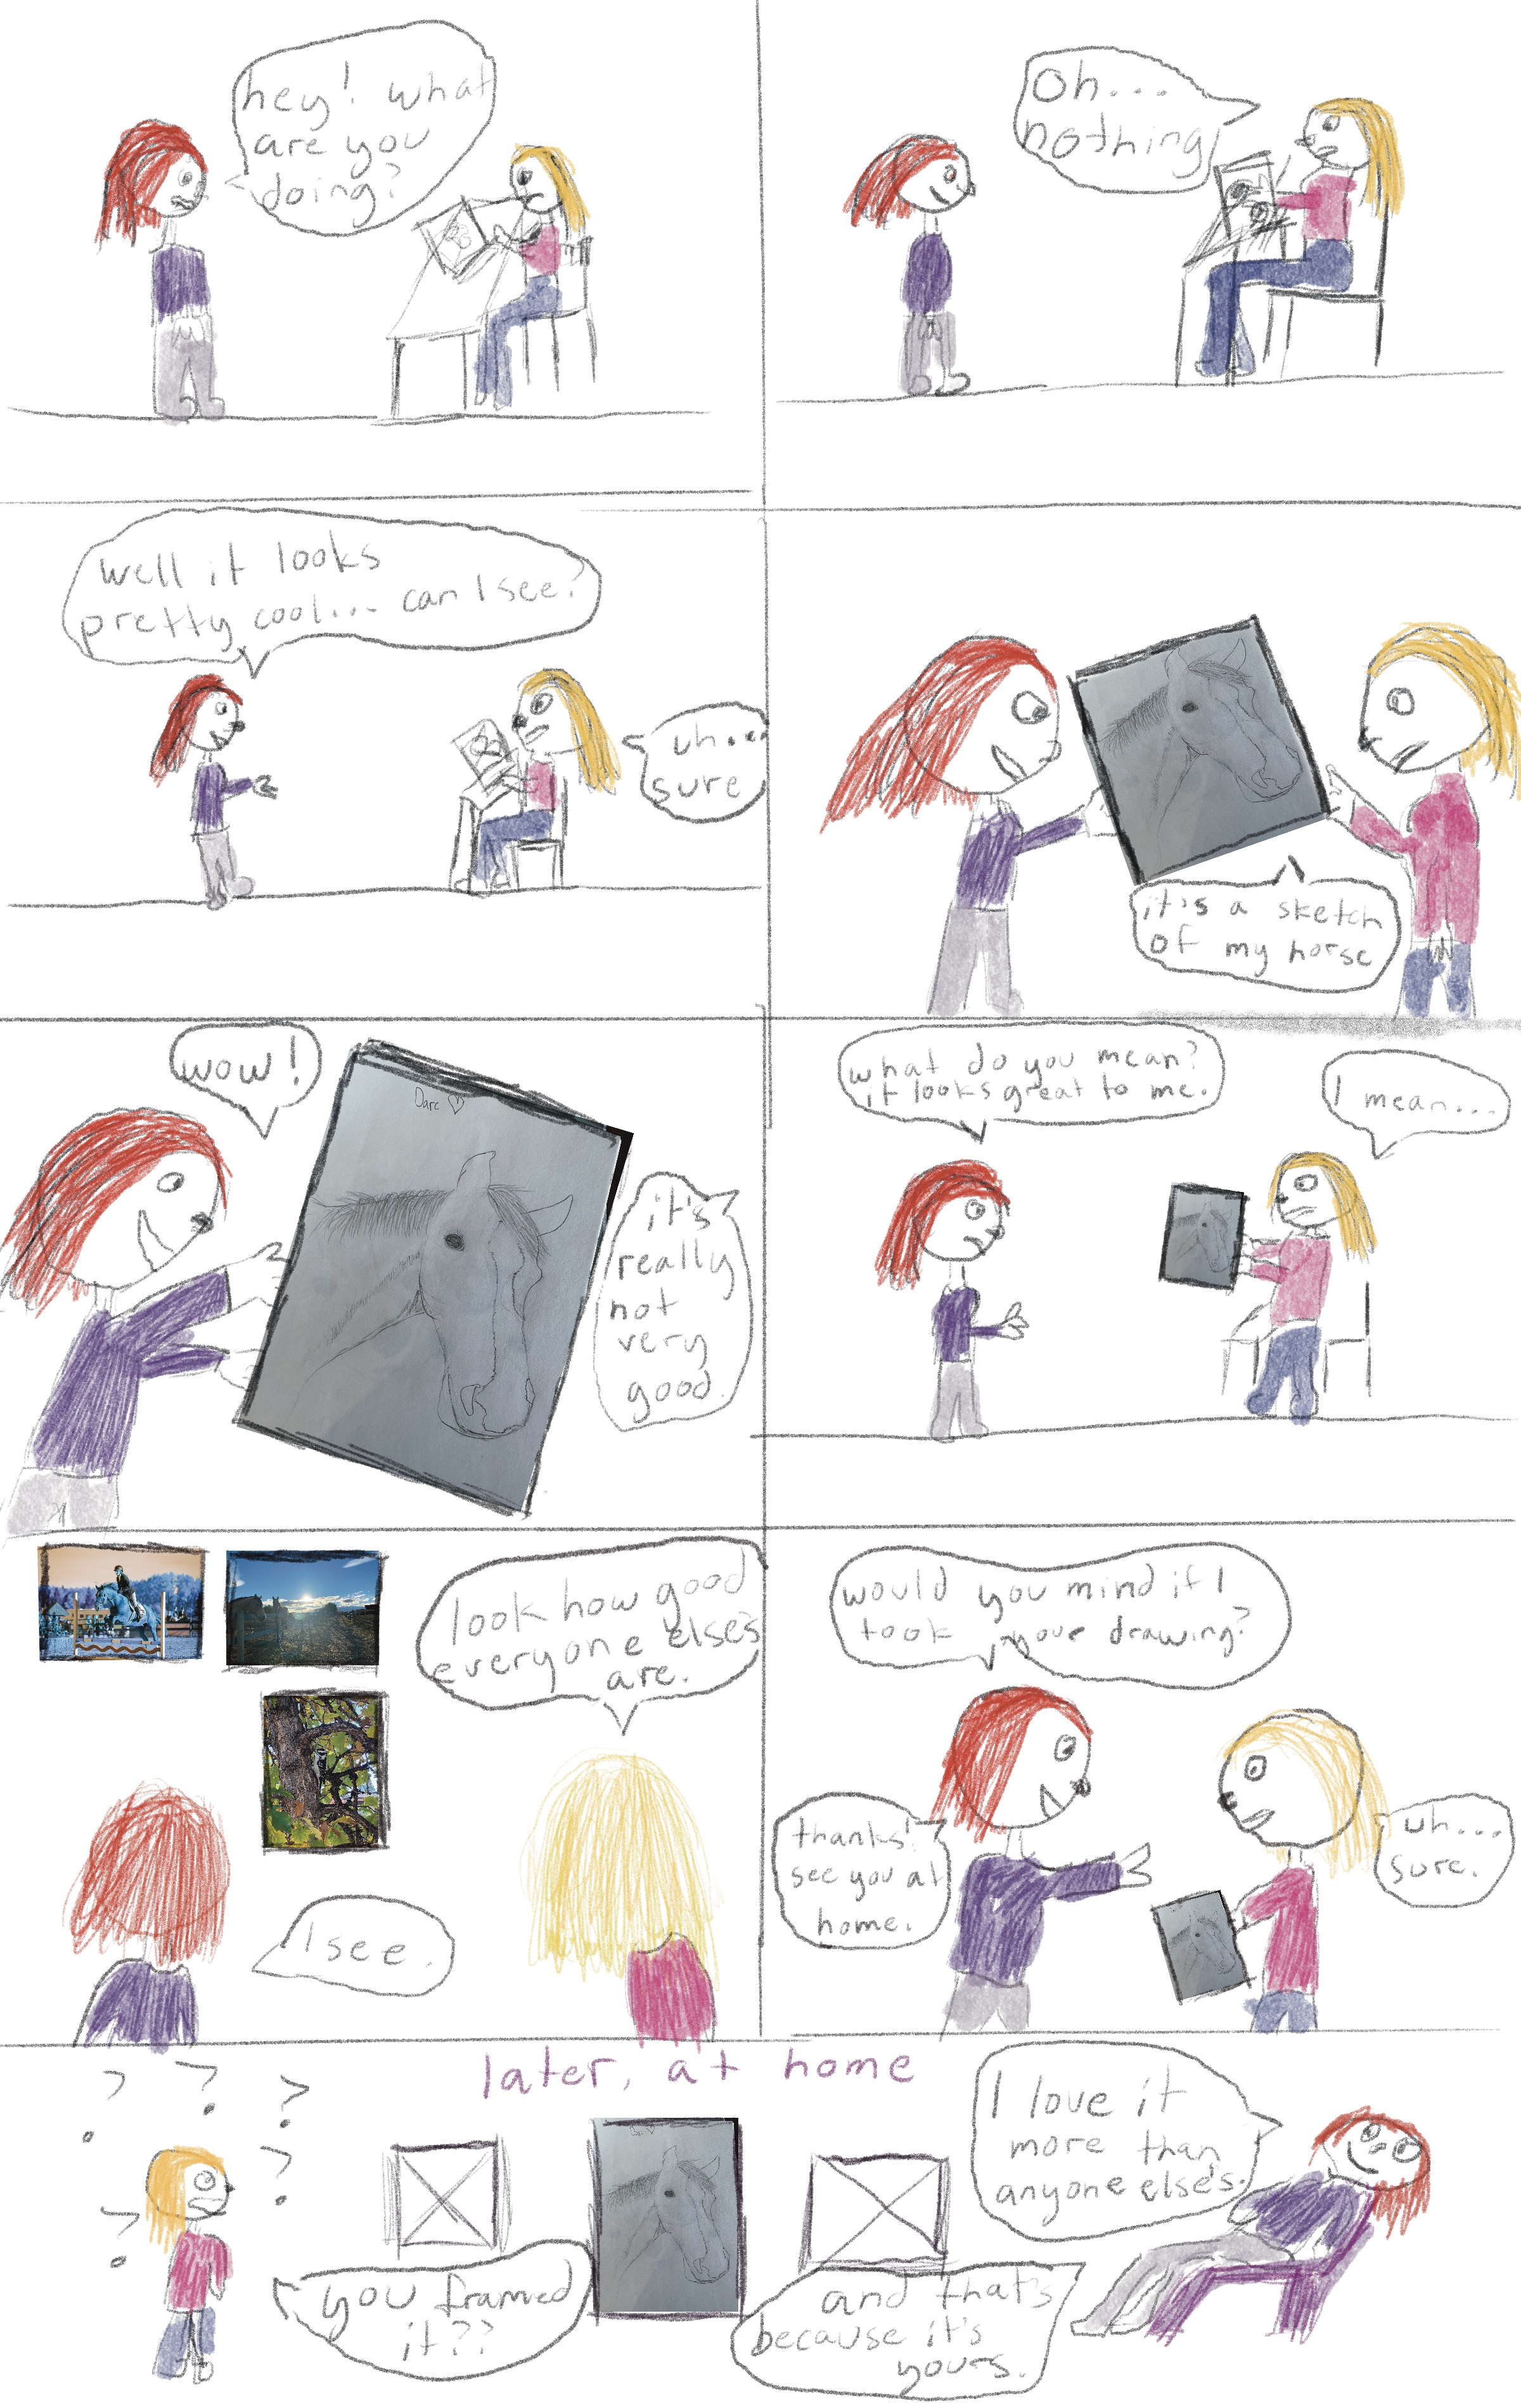 hey! what
are you
doing?
oh...
nothing
well it looks
pretty cool... can I see?
uh...
sure
it's a sketch
of my horse
wow!
Darc
it's
really
not
very
good.
what do you mean?
it looks great to me.
I mean...
look how good
everyone else's
are.
I see.
would you mind if I
took your drawing?
uh...
sure.
thanks!
see you at
home.
later, at home
? ? ? ? ?
you framed
it??
I love it
more than
anyone else's.
and that's
because it's
yours.